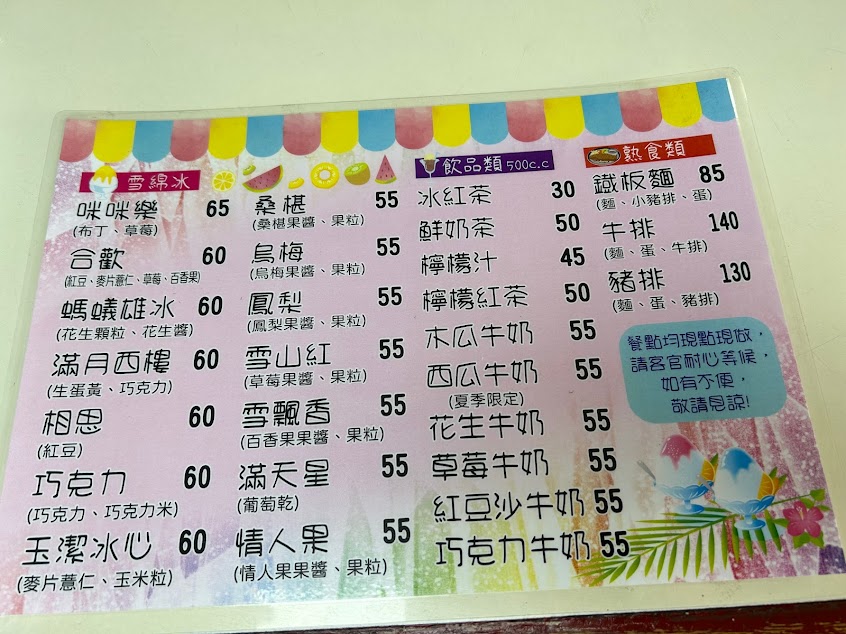 雪綿冰
咪咪樂 65
(布丁、草莓)
合歡 60
(紅豆、麥片薏仁、草莓、百香果)
螞蟻雄冰 60
(花生顆粒、花生醬)
滿月西樓 60
(生蛋黃、巧克力)
相思 60
(紅豆)
巧克力 60
(巧克力、巧克力米)
玉潔冰心 60
(麥片薏仁、玉米粒)
桑椹 55
(桑椹果醬、果粒)
烏梅 55
(烏梅果醬、果粒)
鳳梨 55
(鳳梨果醬、果粒)
雪山紅 55
(草莓果醬、果粒)
雪飄香 55
(百香果果醬、果粒)
滿天星 55
(葡萄乾)
情人果 55
(情人果果醬、果粒)
飲品類 500c.c
冰紅茶 30
鮮奶茶 50
檸檬汁 45
檸檬紅茶 50
木瓜牛奶 55
西瓜牛奶 55
(夏季限定)
花生牛奶 55
草莓牛奶 55
紅豆沙牛奶 55
巧克力牛奶 55
熟食類
鐵板麵 85
(麵、小豬排、蛋)
牛排 140
(麵、蛋、牛排)
豬排 130
(麵、蛋、豬排)
餐點均現點現做，
請客官耐心等候，
如有不便，
敬請見諒!